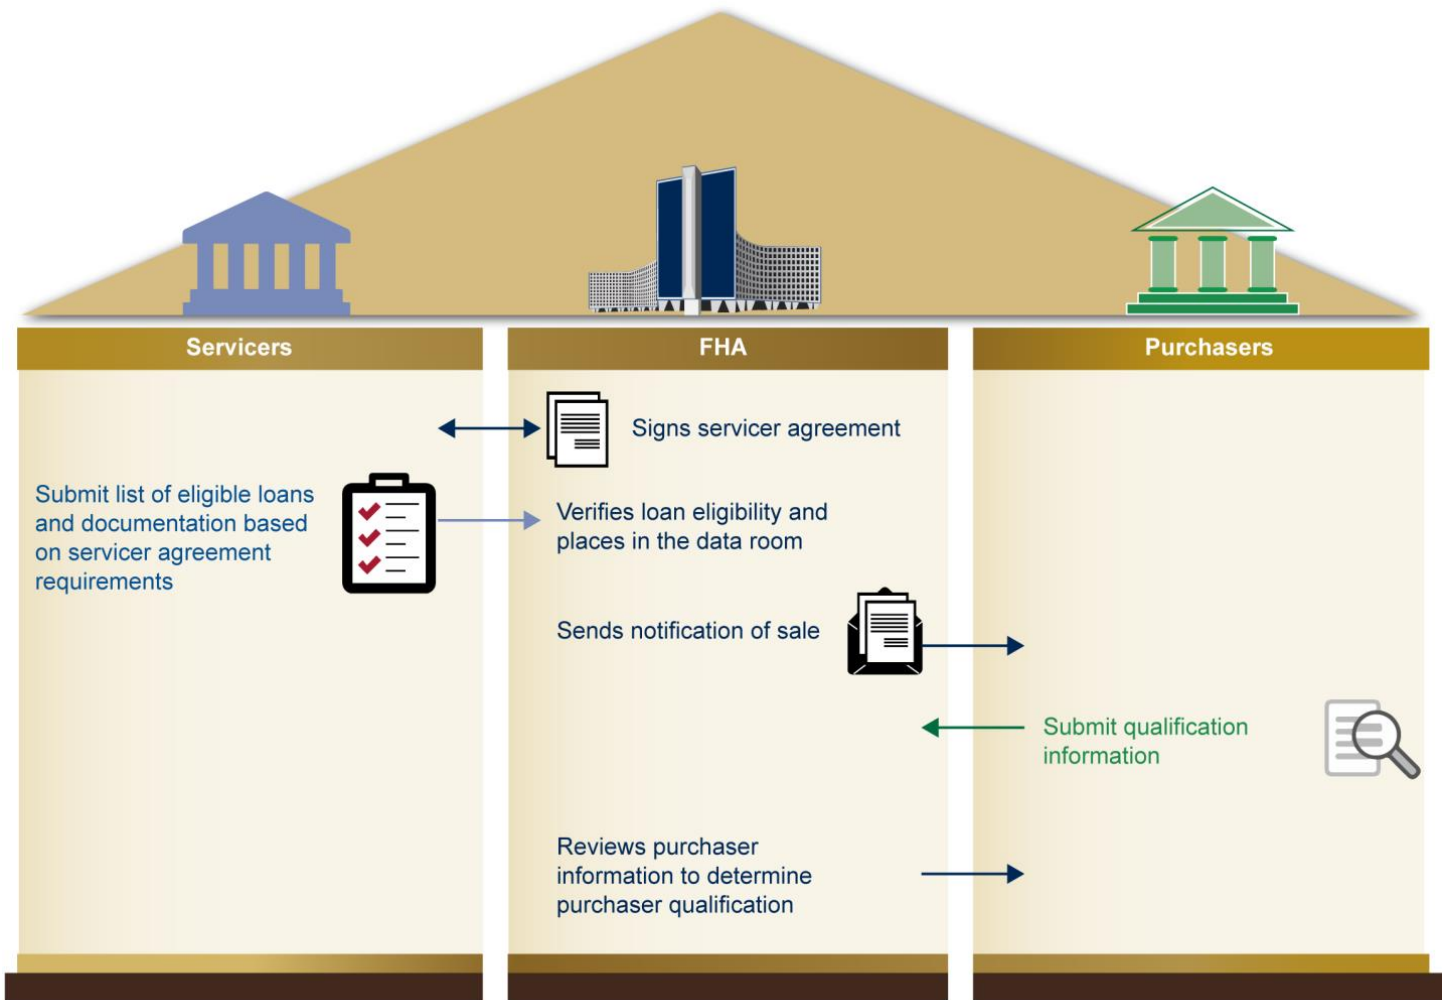 Servicers
FHA
Purchasers
Signs servicer agreement
Submit list of eligible loans
and documentation based
on servicer agreement
requirements
Verifies loan eligibility and
places in the data room
Sends notification of sale
Submit qualification
information
Reviews purchaser
information to determine
purchaser qualification